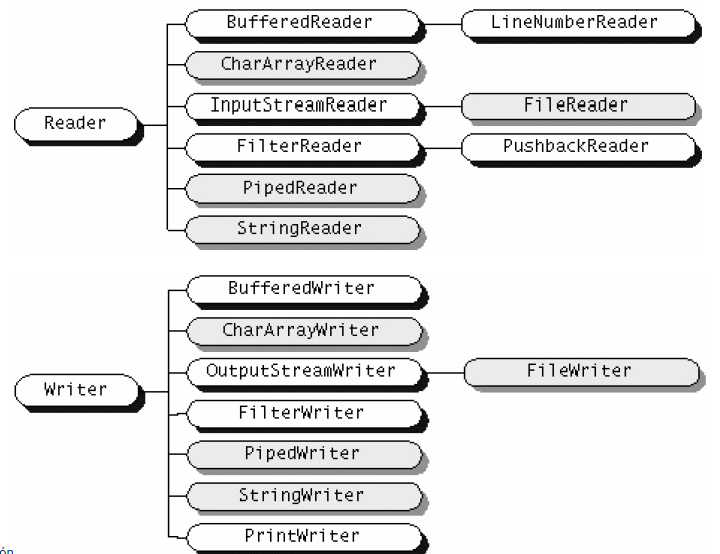 BufferedReader LineNumberReader
CharArrayReader
InputStreamReader FileReader
Reader
FilterReader PushbackReader
PipedReader
StringReader
BufferedWriter
CharArrayWriter
OutputStreamWriter FileWriter
Writer
FilterWriter
PipedWriter
StringWriter
PrintWriter
ón